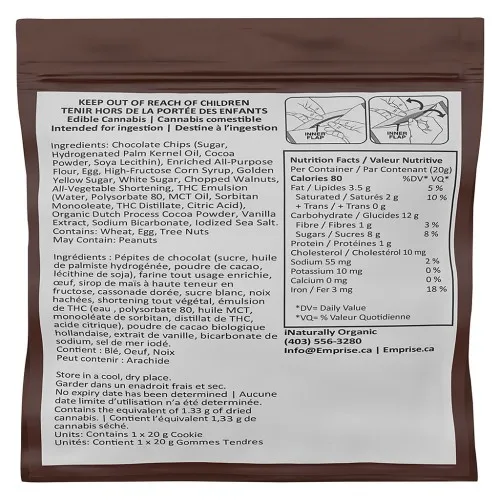 KEEP OUT OF REACH OF CHILDREN
TENIR HORS DE LA PORTÉE DES ENFANTS
Edible Cannabis | Cannabis comestible
Intended for ingestion | Destine à l'ingestion
Ingredients: Chocolate Chips (Sugar,
Hydrogenated Palm Kernel Oil, Cocoa
Powder, Soya Lecithin), Enriched All-Purpose
Flour, Egg, High-Fructose Corn Syrup, Golden
Yellow Sugar, White Sugar, Chopped Walnuts,
All-Vegetable Shortening, THC Emulsion
(Water, Polysorbate 80, MCT Oil, Sorbitan
Monoleate, THC Distillate, Citric Acid),
Organic Dutch Process Cocoa Powder, Vanilla
Extract, Sodium Bicarbonate, Iodized Sea Salt.
Contains: Wheat, Egg, Tree Nuts
May Contain: Peanuts
Ingrédients : Pépites de chocolat (sucre, huile
de palmiste hydrogénée, poudre de cacao,
lécithine de soja), farine tout usage enrichie,
œuf, sirop de maïs à haute teneur en
fructose, cassonade dorée, sucre blanc, noix
hachées, shortening tout végétal, émulsion
de THC (eau , polysorbate 80, huile MCT,
monooléate de sorbitan, distillat de THC,
acide citrique), poudre de cacao biologique
hollandaise, extrait de vanille, bicarbonate de
sodium, sel de mer iodé.
Contient : Blé, Oeuf, Noix
Peut contenir : Arachide
Store in a cool, dry place.
Garder dans un enadroit frais et sec.
No expiry date has been determined | Aucune
date limite d'utilisation n'a été déterminée.
Contains the equivalent of 1.33 g of dried
cannabis. | Contient l'équivalent 1,33 g de
cannabis séché.
Units: Contains 1 x 20 g Cookie
Unités: Contient 1 x 20 g Gommes Tendres
INNER FLAP
INNER FLAP
Nutrition Facts / Valeur Nutritive
Per Container / Par Contenant (20g)
Calories 80 %DV* VQ*
Fat / Lipides 3.5 g 5 %
Saturated / Saturés 2 g 10 %
+ Trans / + Trans 0 g
Carbohydrate / Glucides 12 g
Fibre / Fibres 1 g 3 %
Sugars / Sucres 8 g 8 %
Protein / Protéines 1 g
Cholesterol / Cholestérol 10 mg
Sodium 55 mg 2 %
Potassium 10 mg 0 %
Calcium 0 mg 0 %
Iron / Fer 3 mg 18 %
*DV= Daily Value
*VQ= % Valeur Quotidienne
iNaturally Organic
(403) 556-3280
Info@Emprise.ca | Emprise.ca